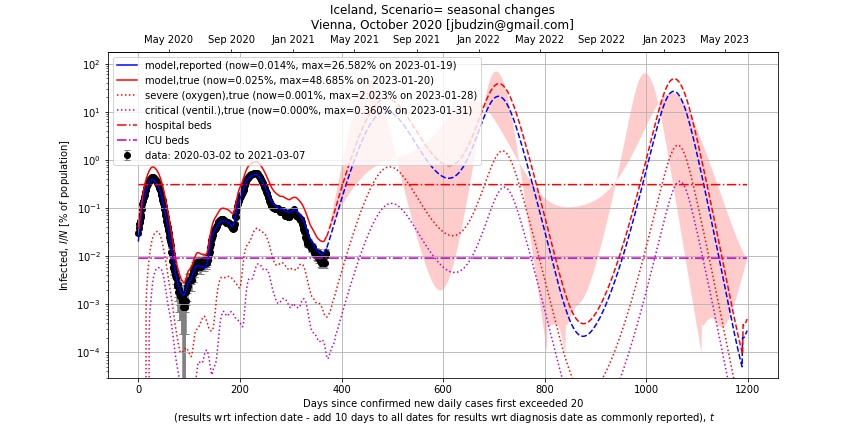 Iceland, Scenario= seasonal changes
Vienna, October 2020 [jbudzin@gmail.com]
May 2020 Sep 2020 Jan 2021 May 2021 Sep 2021 Jan 2022 May 2022 Sep 2022 Jan 2023 May 2023
model,reported (now=0.014%, max=26.582% on 2023-01-19)
model,true (now=0.025%, max=48.685% on 2023-01-20)
severe (oxygen),true (now=0.001%, max=2.023% on 2023-01-28)
critical (ventil.),true (now=0.000%, max=0.360% on 2023-01-31)
hospital beds
ICU beds
data: 2020-03-02 to 2021-03-07
Infected, I/N [% of population]
10²
10¹
10⁰
10⁻¹
10⁻²
10⁻³
10⁻⁴
0 200 400 600 800 1000 1200
Days since confirmed new daily cases first exceeded 20
(results wrt infection date - add 10 days to all dates for results wrt diagnosis date as commonly reported), t